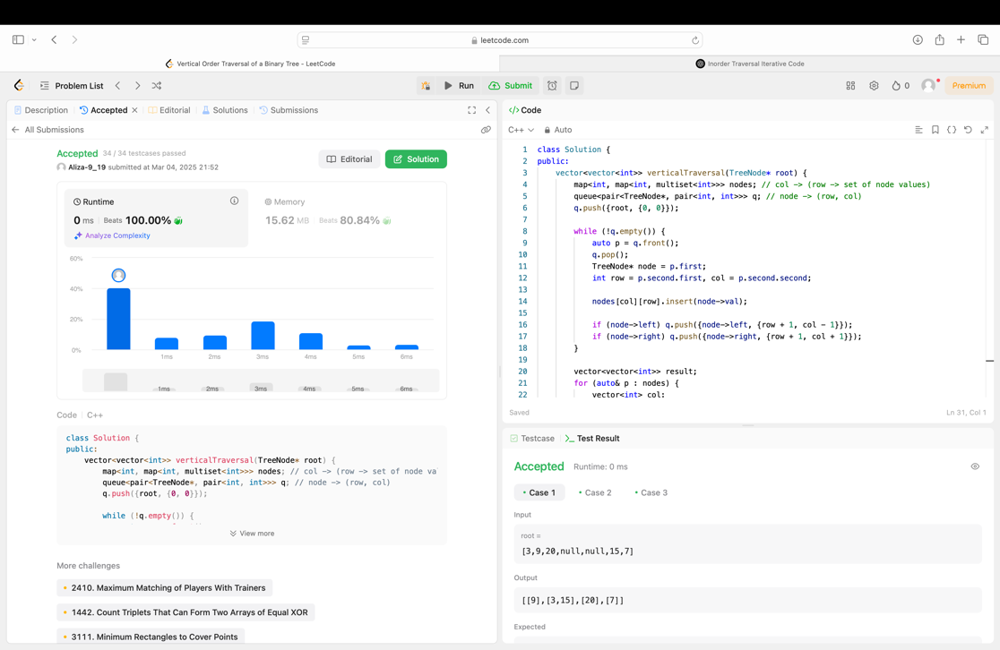 leetcode.com
Vertical Order Traversal of a Binary Tree - LeetCode
Inorder Traversal Iterative Code
Problem List
Run
Submit
0
Premium
Description
Accepted
Editorial
Solutions
Submissions
All Submissions
Accepted 34 / 34 testcases passed
Aliza-9_19 submitted at Mar 04, 2025 21:52
Editorial
Solution
Runtime
0 ms | Beats 100.00%
Analyze Complexity
Memory
15.62 MB Beats 80.84%
60%
40%
20%
0%
1ms 2ms 3ms 4ms 5ms 6ms
1ms 2ms 3ms 4ms 5ms 6ms
Code | C++
class Solution {
public:
vector<vector<int>> verticalTraversal(TreeNode* root) {
map<int, map<int, multiset<int>>> nodes; // col -> (row -> set of node va
queue<pair<TreeNode*, pair<int, int>>> q; // node -> (row, col)
q.push({root, {0, 0}});
while (!q.empty()) {
View more
More challenges
2410. Maximum Matching of Players With Trainers
1442. Count Triplets That Can Form Two Arrays of Equal XOR
3111. Minimum Rectangles to Cover Points
</> Code
C++ Auto
1 class Solution {
2 public:
3 vector<vector<int>> verticalTraversal(TreeNode* root) {
4 map<int, map<int, multiset<int>>> nodes; // col -> (row -> set of node values)
5 queue<pair<TreeNode*, pair<int, int>>> q; // node -> (row, col)
6 q.push({root, {0, 0}});
7
8 while (!q.empty()) {
9 auto p = q.front();
10 q.pop();
11 TreeNode* node = p.first;
12 int row = p.second.first, col = p.second.second;
13
14 nodes[col][row].insert(node->val);
15
16 if (node->left) q.push({node->left, {row + 1, col - 1}});
17 if (node->right) q.push({node->right, {row + 1, col + 1}});
18 }
19
20 vector<vector<int>> result;
21 for (auto& p : nodes) {
22 vector<int> col;
Saved
Ln 31, Col 1
Testcase
Test Result
Accepted Runtime: 0 ms
Case 1
Case 2
Case 3
Input
root =
[3,9,20,null,null,15,7]
Output
[[9],[3,15],[20],[7]]
Expected